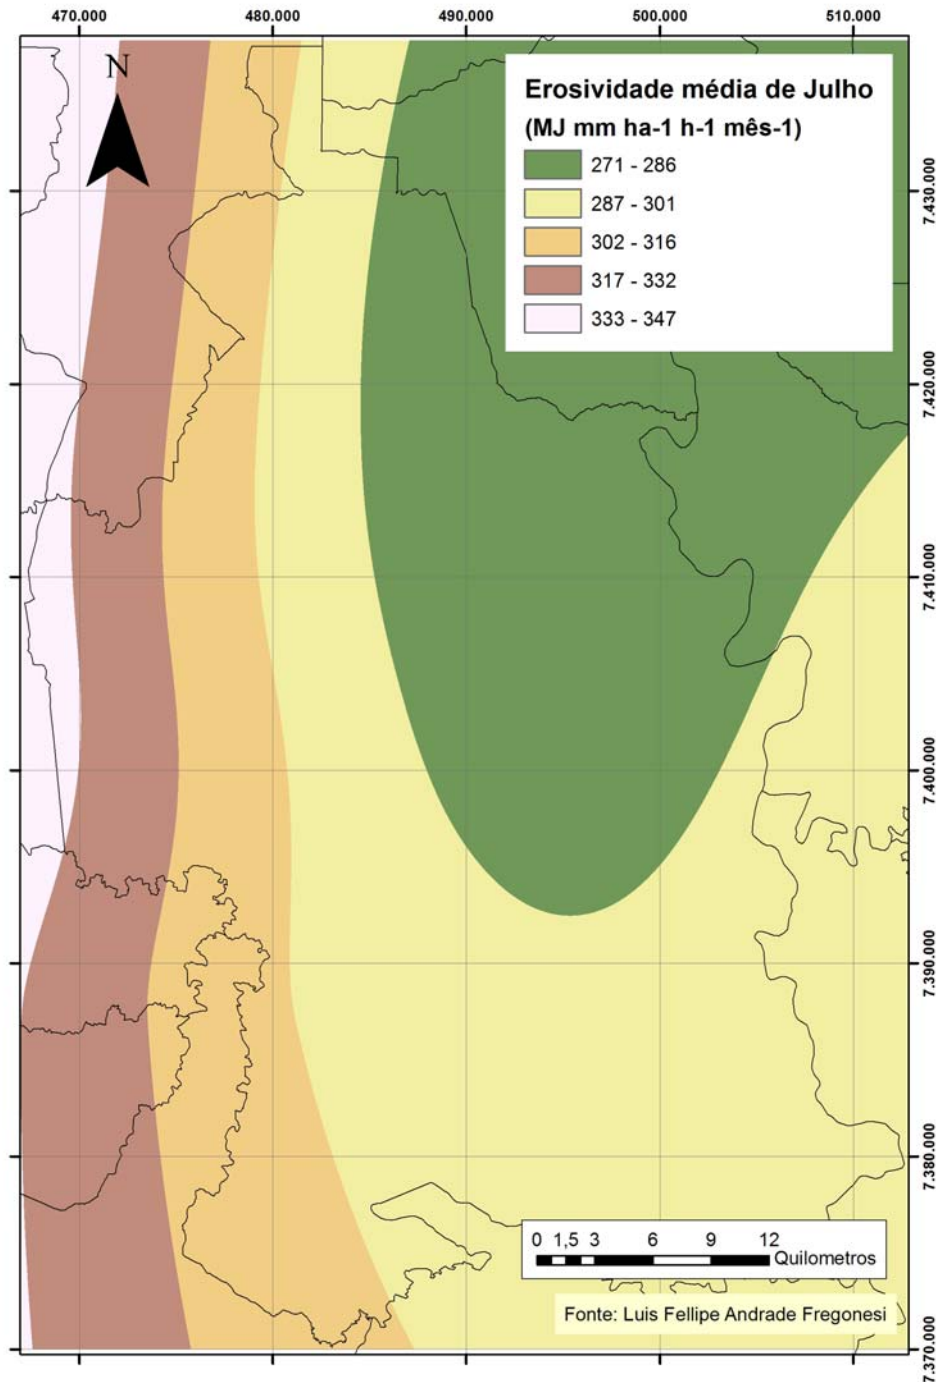 470.000 480.000 490.000 500.000 510.000
N
Erosividade média de Julho
(MJ mm ha-1 h-1 mês-1)
271 - 286
287 - 301
302 - 316
317 - 332
333 - 347
7.430.000
7.420.000
7.410.000
7.400.000
7.390.000
7.380.000
7.370.000
0 1,5 3 6 9 12
Quilometros
Fonte: Luis Fellipe Andrade Fregonesi